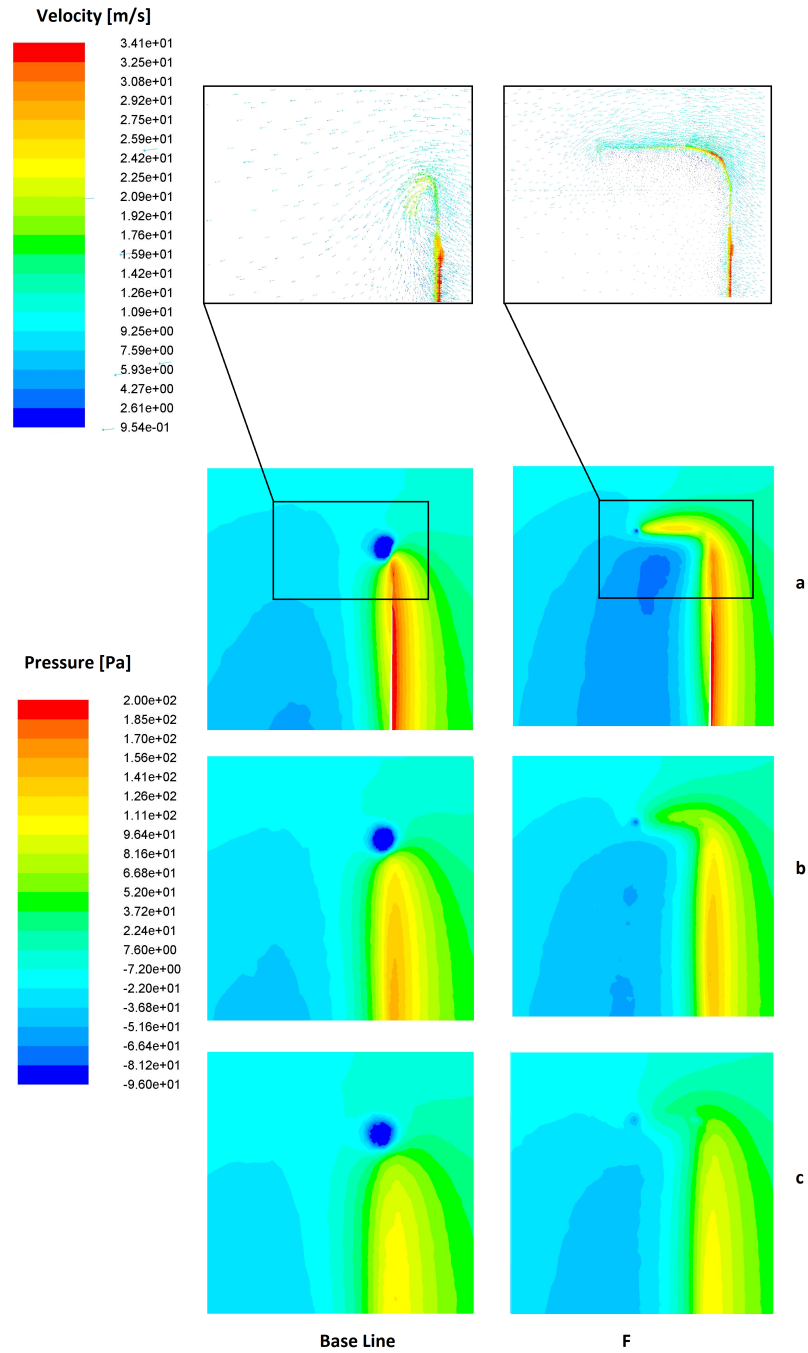 Velocity [m/s]
3.41e+01
3.25e+01
3.08e+01
2.92e+01
2.75e+01
2.59e+01
2.42e+01
2.25e+01
2.09e+01
1.92e+01
1.76e+01
1.59e+01
1.42e+01
1.26e+01
1.09e+01
9.25e+00
7.59e+00
5.93e+00
4.27e+00
2.61e+00
9.54e-01
a
Pressure [Pa]
2.00e+02
1.85e+02
1.70e+02
1.56e+02
1.41e+02
1.26e+02
1.11e+02
9.64e+01
8.16e+01
6.68e+01
5.20e+01
3.72e+01
2.24e+01
7.60e+00
-7.20e+00
-2.20e+01
-3.68e+01
-5.16e+01
-6.64e+01
-8.12e+01
-9.60e+01
b
c
Base Line
F